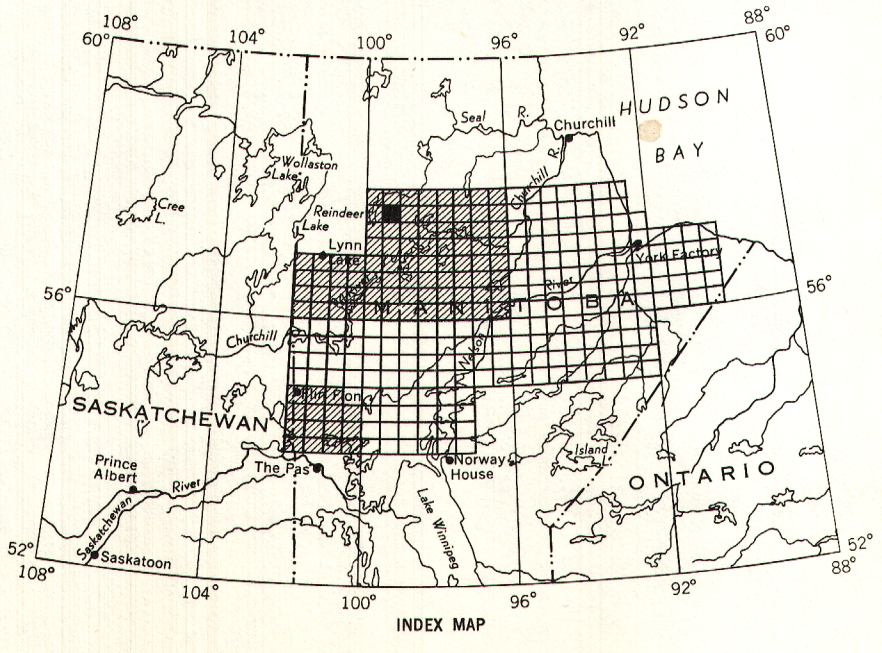 108°
104°
100°
96°
92°
88°
60°
60°
HUDSON
BAY
Seal R.
Churchill
Churchill R.
Wollaston
Lake
Cree
L.
Reindeer
Lake
Lynn
Lake
York Factory
River
56°
56°
MANITOBA
Churchill
Nelson
Flin Flon
SASKATCHEWAN
Prince
Albert
River
The Pas
Norway
House
Island
L.
ONTARIO
Saskatchewan
Lake Winnipeg
Saskatoon
52°
52°
108°
104°
100°
96°
92°
88°
INDEX MAP